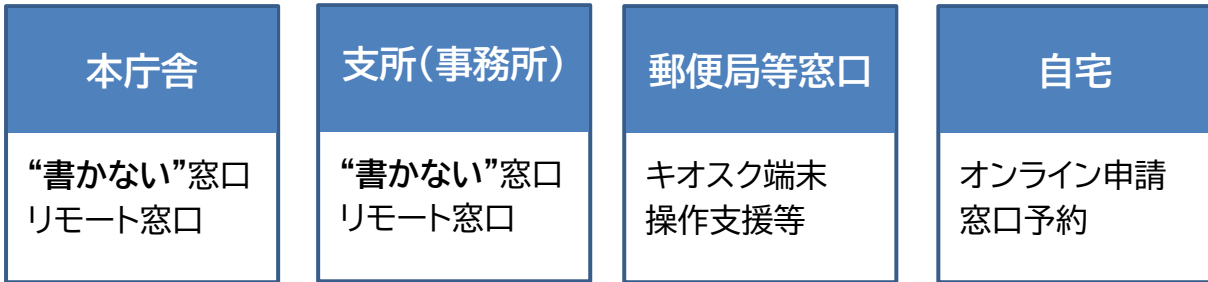 本庁舎
“書かない”窓口
リモート窓口
支所(事務所)
“書かない”窓口
リモート窓口
郵便局等窓口
キオスク端末
操作支援等
自宅
オンライン申請
窓口予約